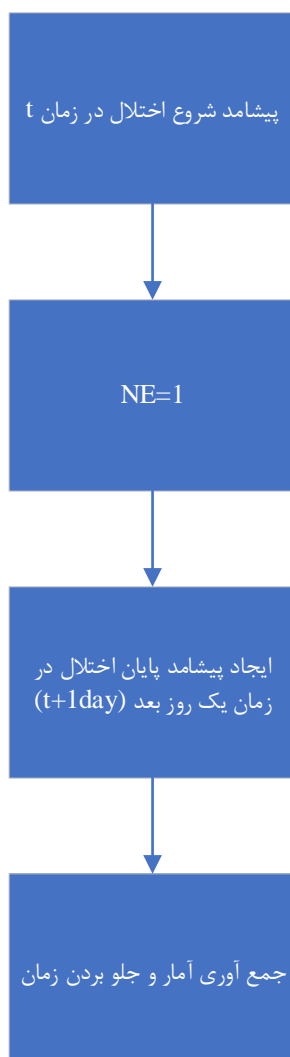 پیشامد شروع اختلال در زمان t
NE=1
ایجاد پیشامد پایان اختلال در
زمان یک روز بعد (t+1day)
جمع آوری آمار و جلو بردن زمان